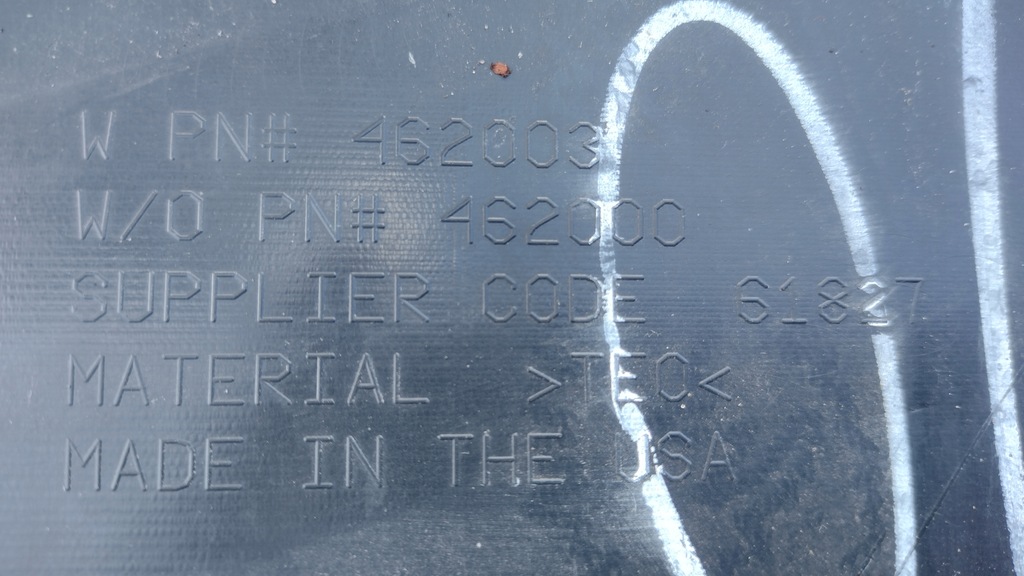 W PN# 462003
W/O PN# 462000
SUPPLIER CODE 61827
MATERIAL >TEO<
MADE IN THE USA